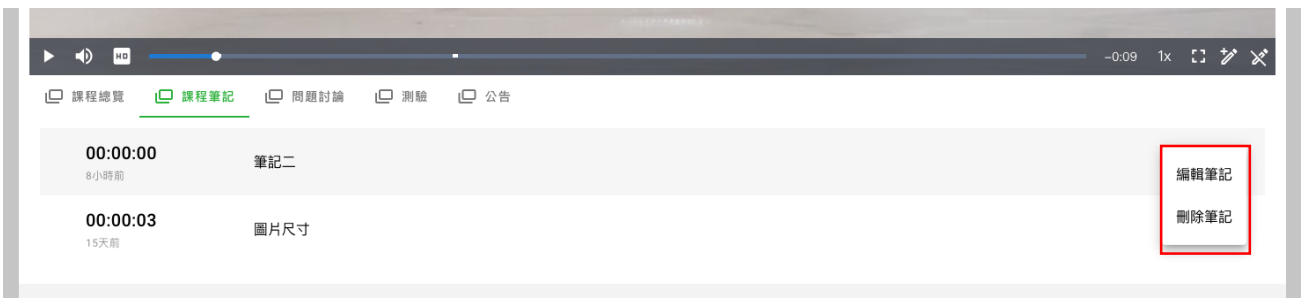 HD
-0:09 1x
課程總覽 課程筆記 問題討論 測驗 公告
00:00:00 筆記二
8小時前
編輯筆記
00:00:03 圖片尺寸
15天前
刪除筆記